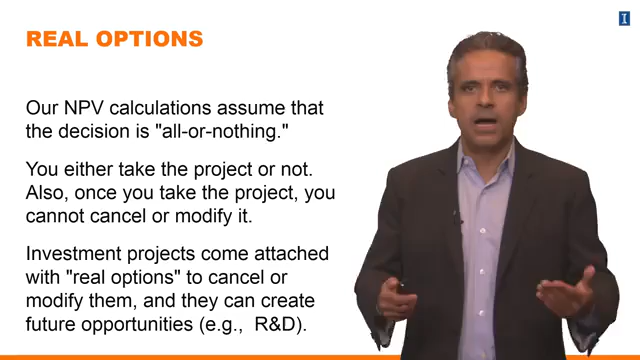 REAL OPTIONS
Our NPV calculations assume that
the decision is "all-or-nothing."
You either take the project or not.
Also, once you take the project, you
cannot cancel or modify it.
Investment projects come attached
with "real options" to cancel or
modify them, and they can create
future opportunities (e.g., R&D).
I